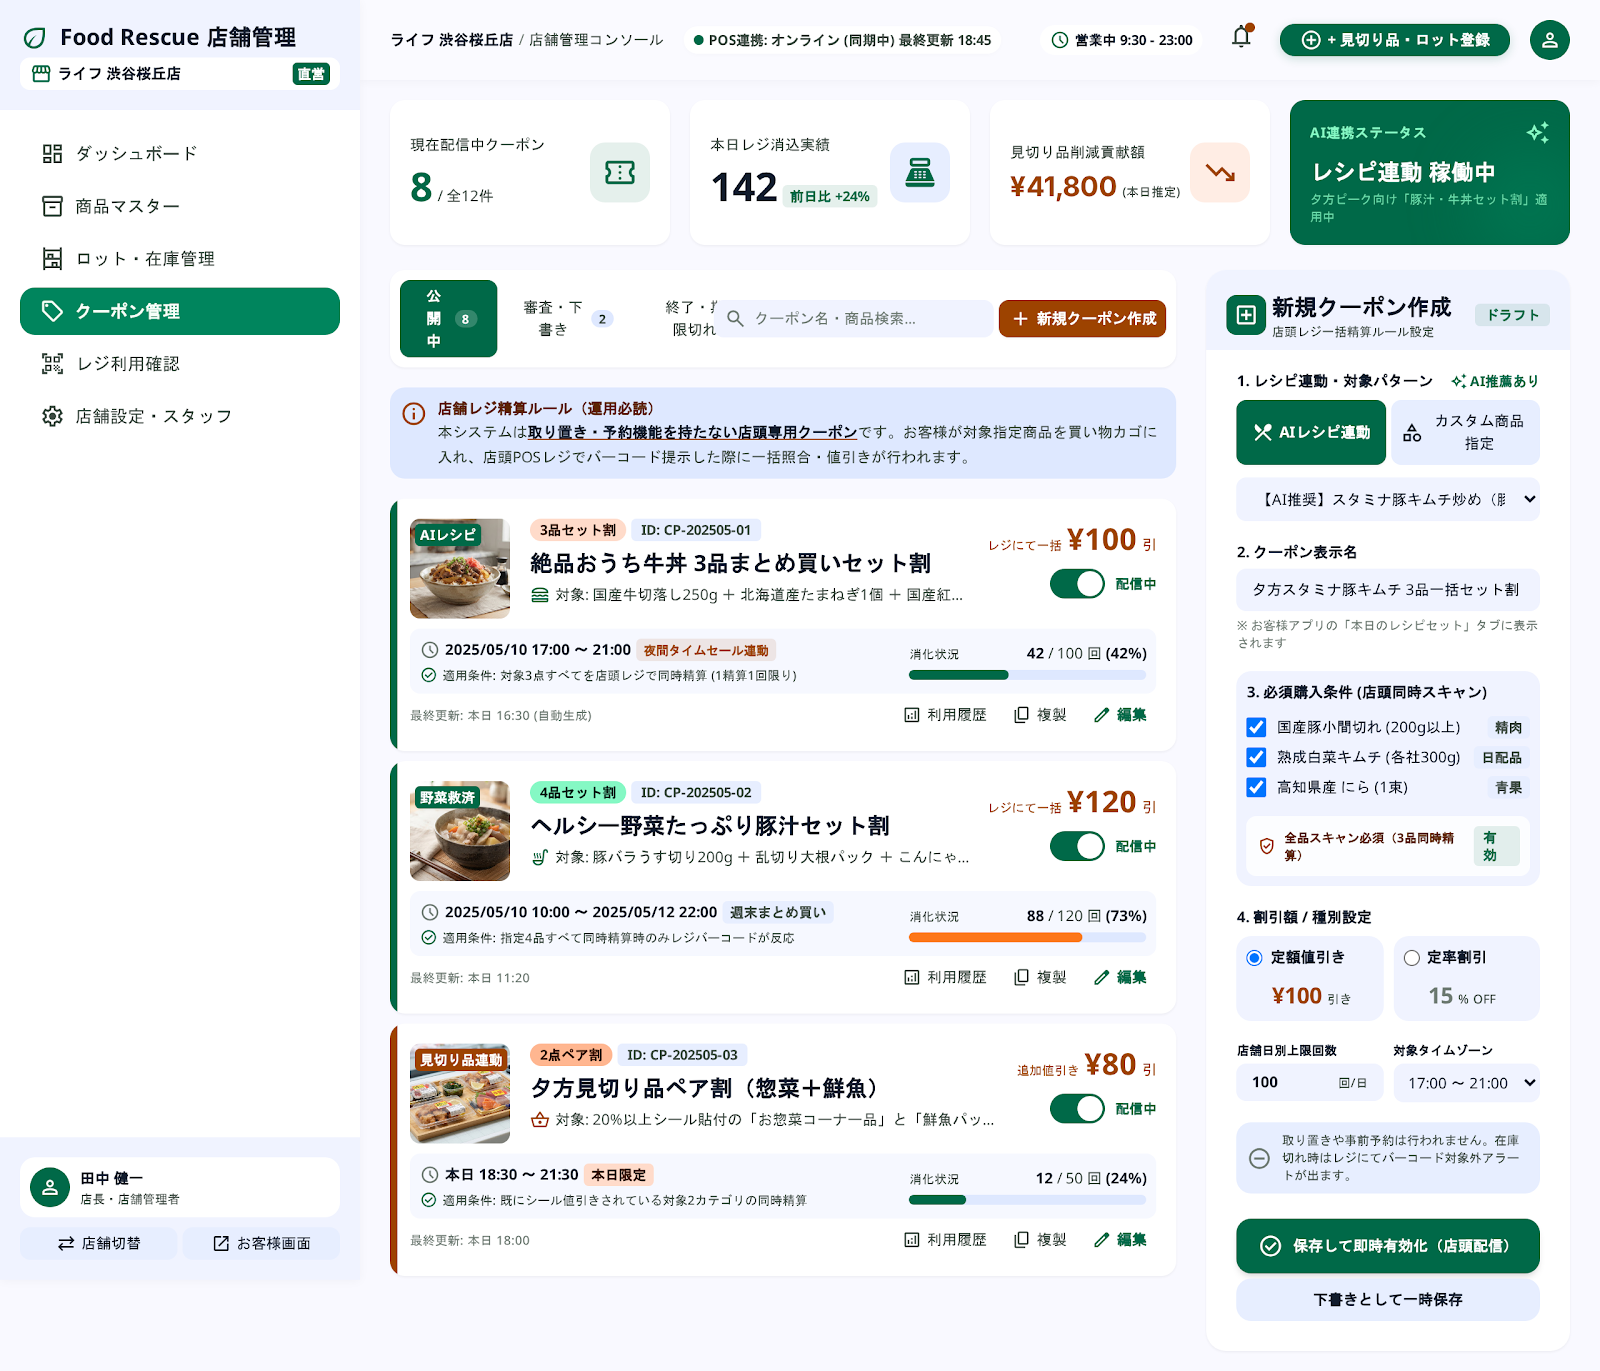 Food Rescue 店舗管理
ライフ 渋谷桜丘店
直営
ダッシュボード
商品マスター
ロット・在庫管理
クーポン管理
レジ利用確認
店舗設定・スタッフ
田中 健一
店長・店舗管理者
店舗切替
お客様画面
ライフ 渋谷桜丘店 / 店舗管理コンソール
POS連携: オンライン (同期中) 最終更新 18:45
営業中 9:30 - 23:00
+ 見切り品・ロット登録
現在配信中クーポン
8 / 全12件
本日レジ消込実績
142 前日比 +24%
見切り品削減貢献額
¥41,800 (本日推定)
AI連携ステータス
レシピ連動 稼働中
夕方ピーク向け「豚汁・牛丼セット割」適
用中
公
開
中
8
審査・下
書き
2
終了・
限切れ
クーポン名・商品検索...
新規クーポン作成
店舗レジ精算ルール（運用必読）
本システムは取り置き・予約機能を持たない店頭専用クーポンです。お客様が対象指定商品を買い物カゴに
入れ、店頭POSレジでバーコード提示した際に一括照合・値引きが行われます。
AIレシピ
3品セット割
ID: CP-202505-01
絶品おうち牛丼 3品まとめ買いセット割
対象: 国産牛切落し250g ＋ 北海道産たまねぎ1個 ＋ 国産紅...
レジにて一括 ¥100 引
配信中
2025/05/10 17:00 〜 21:00 夜間タイムセール連動
適用条件: 対象3点すべてを店頭レジで同時精算 (1精算1回限り)
消化状況
42 / 100 回 (42%)
最終更新: 本日 16:30 (自動生成)
利用履歴
複製
編集
野菜救済
4品セット割
ID: CP-202505-02
ヘルシー野菜たっぷり豚汁セット割
対象: 豚バラうす切り200g ＋ 乱切り大根パック ＋ こんにゃ...
レジにて一括 ¥120 引
配信中
2025/05/10 10:00 〜 2025/05/12 22:00 週末まとめ買い
適用条件: 指定4品すべて同時精算時のみレジバーコードが反応
消化状況
88 / 120 回 (73%)
最終更新: 本日 11:20
利用履歴
複製
編集
見切り品連動
2点ペア割
ID: CP-202505-03
夕方見切り品ペア割（惣菜＋鮮魚）
対象: 20%以上シール貼付の「お惣菜コーナー品」と「鮮魚パッ...
追加値引き ¥80 引
配信中
本日 18:30 〜 21:30 本日限定
適用条件: 既にシール値引きされている対象2カテゴリの同時精算
消化状況
12 / 50 回 (24%)
最終更新: 本日 18:00
利用履歴
複製
編集
新規クーポン作成
店頭レジ一括精算ルール設定
ドラフト
1. レシピ連動・対象パターン
AI推薦あり
AIレシピ連動
カスタム商品
指定
【AI推奨】スタミナ豚キムチ炒め（
2. クーポン表示名
夕方スタミナ豚キムチ 3品一括セット割
※ お客様アプリの「本日のレシピセット」タブに表示
されます
3. 必須購入条件 (店頭同時スキャン)
国産豚小間切れ (200g以上)
精肉
熟成白菜キムチ (各社300g)
日配品
高知県産 にら (1束)
青果
全品スキャン必須（3品同時精
算）
有
効
4. 割引額 / 種別設定
定額値引き
¥100 引き
定率割引
15 % OFF
店舗日別上限回数
100 回/日
対象タイムゾーン
17:00 〜 21:00
取り置きや事前予約は行われません。在庫
切れ時はレジにてバーコード対象外アラー
トが出ます。
保存して即時有効化（店頭配信）
下書きとして一時保存